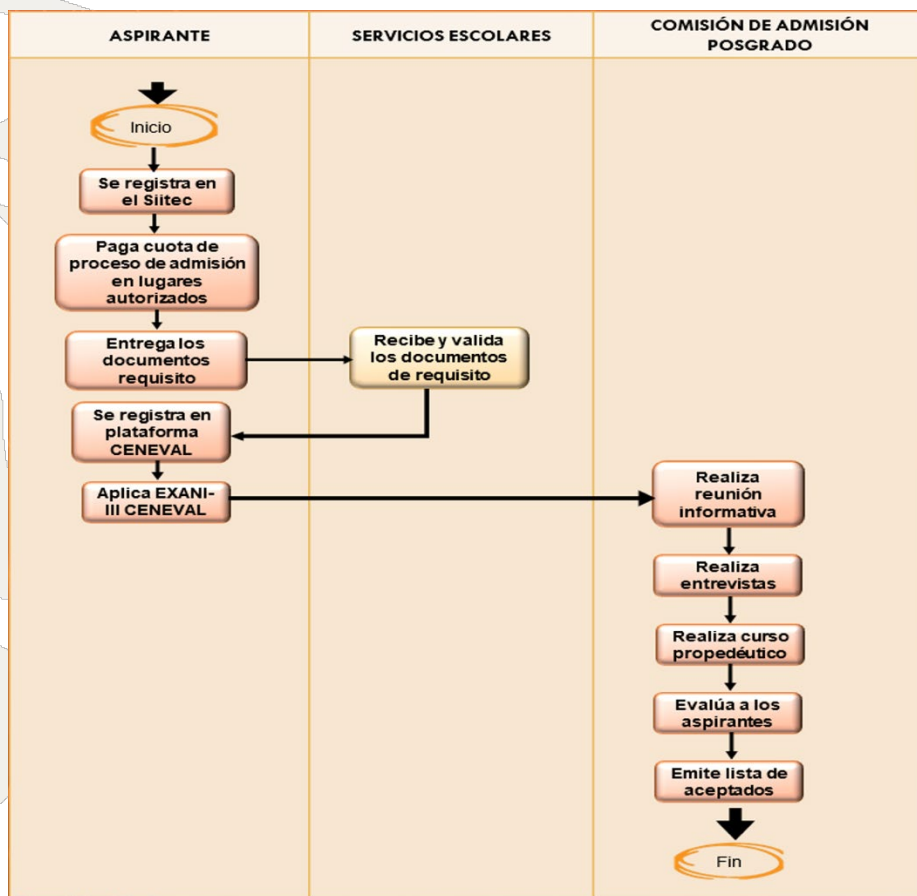 ASPIRANTE
SERVICIOS ESCOLARES
COMISIÓN DE ADMISIÓN
POSGRADO
Inicio
Se registra en
el Siitec
Paga cuota de
proceso de admisión
en lugares
autorizados
Entrega los
documentos
requisito
Recibe y valida
los documentos
de requisito
Se registra en
plataforma
CENEVAL
Aplica EXANI-
III CENEVAL
Realiza
reunión
informativa
Realiza
entrevistas
Realiza curso
propedéutico
Evalúa a los
aspirantes
Emite lista de
aceptados
Fin